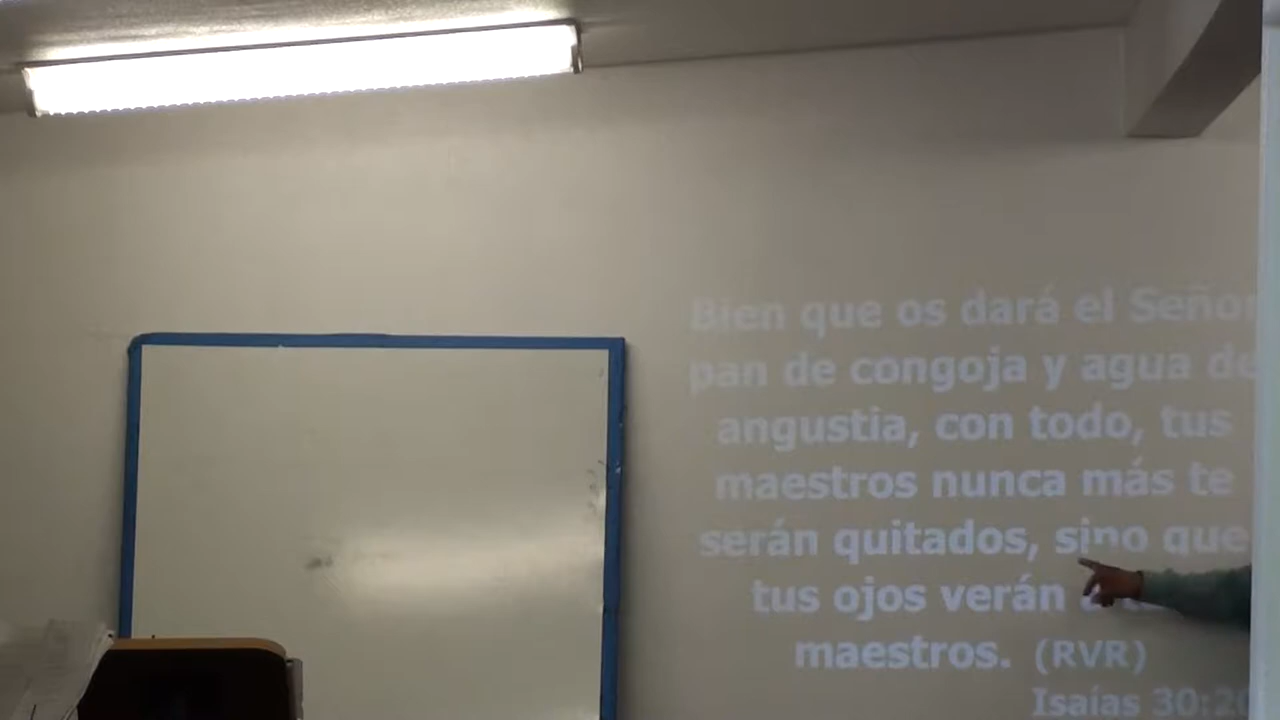 Bien que os dará el Señor
pan de congoja y agua de
angustia, con todo, tus
maestros nunca más te
serán quitados, sino que
tus ojos verán a
maestros. (RVR)
Isaías 30:20